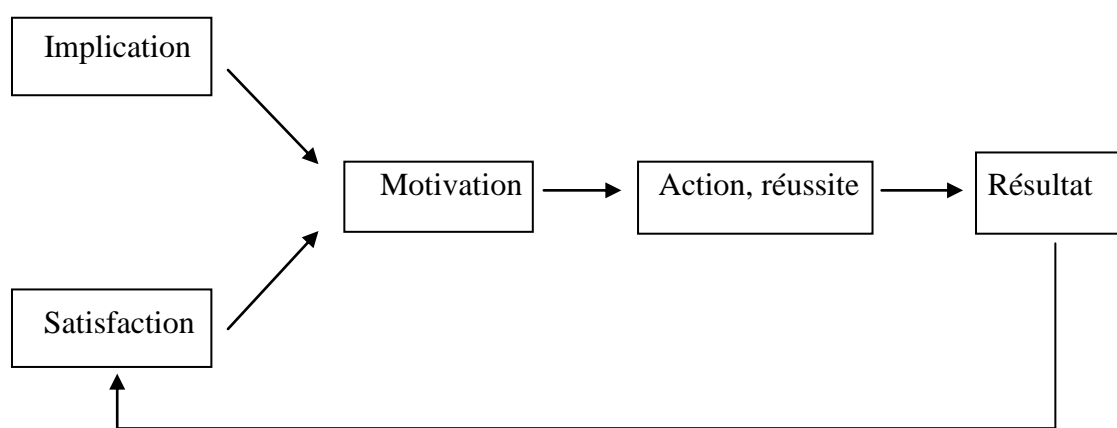 Implication
Motivation
Action, réussite
Résultat
Satisfaction